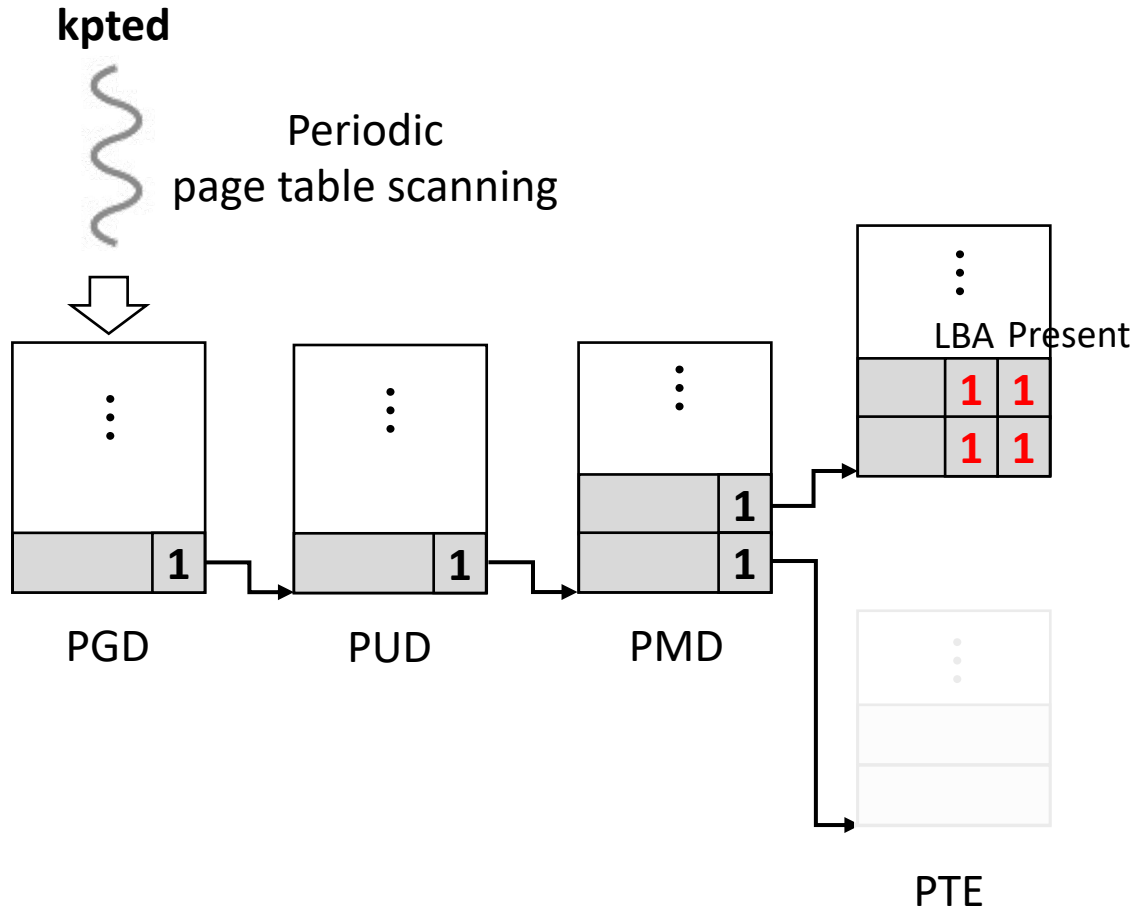 kpted
Periodic
page table scanning
LBA Present
1 1
1 1
1
1
1
1
PGD
PUD
PMD
PTE